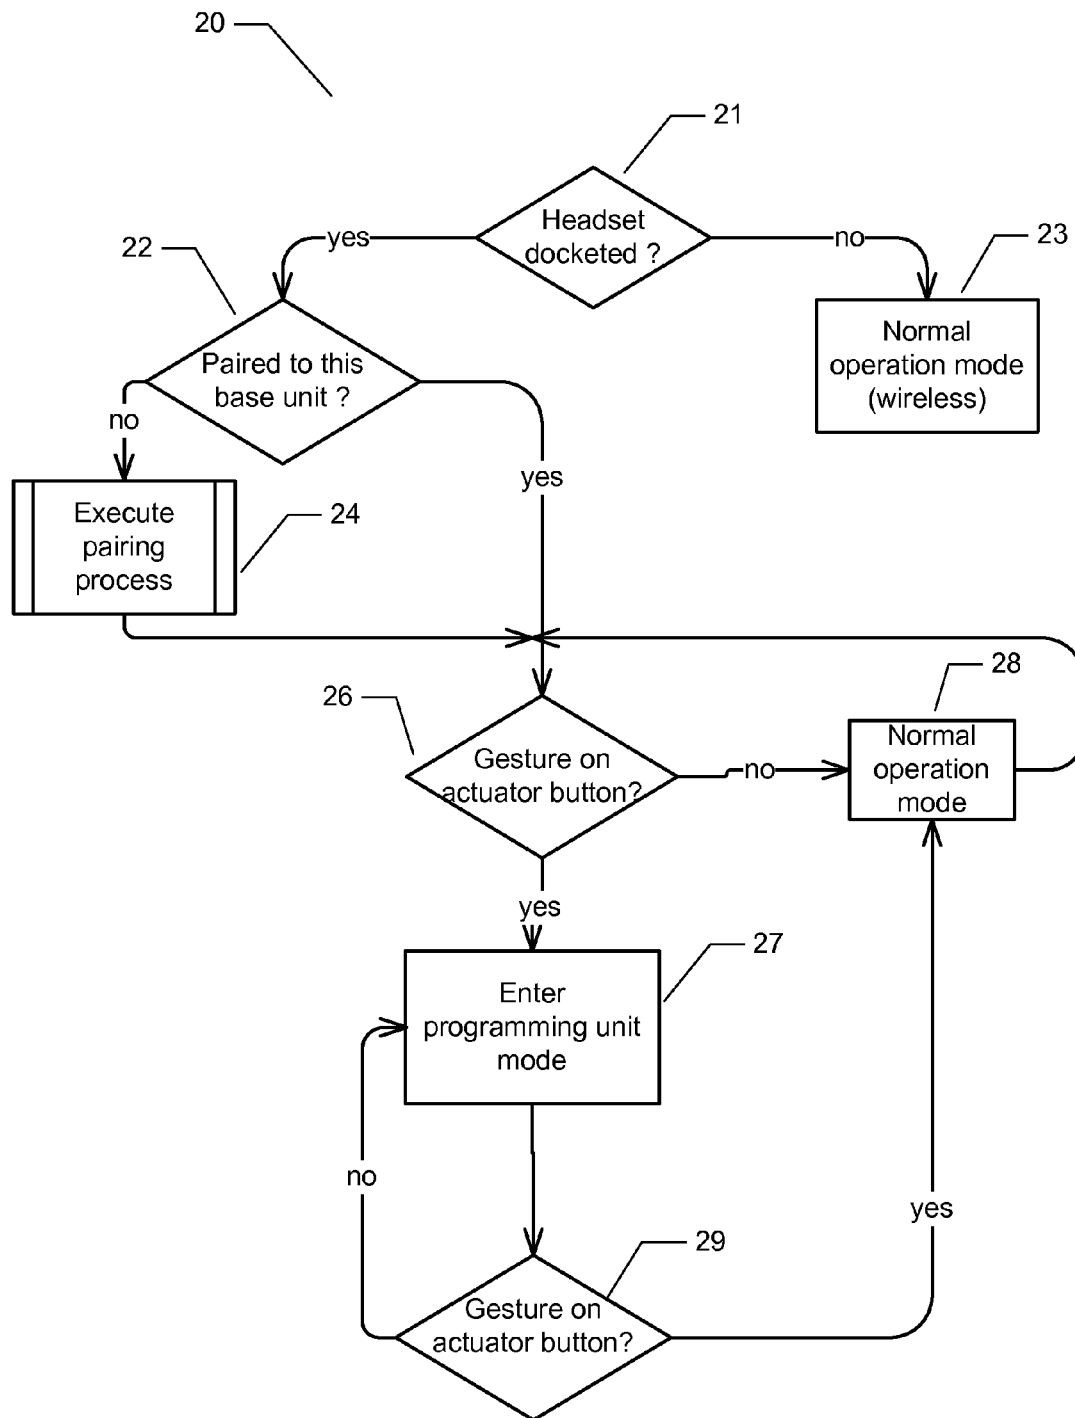 20
21
Headset
docketed ?
yes
no
22
23
Paired to this
base unit ?
Normal
operation mode
(wireless)
no
yes
Execute
pairing
process
24
26
28
Gesture on
actuator button?
no
Normal
operation
mode
yes
27
Enter
programming unit
mode
no
yes
29
Gesture on
actuator button?